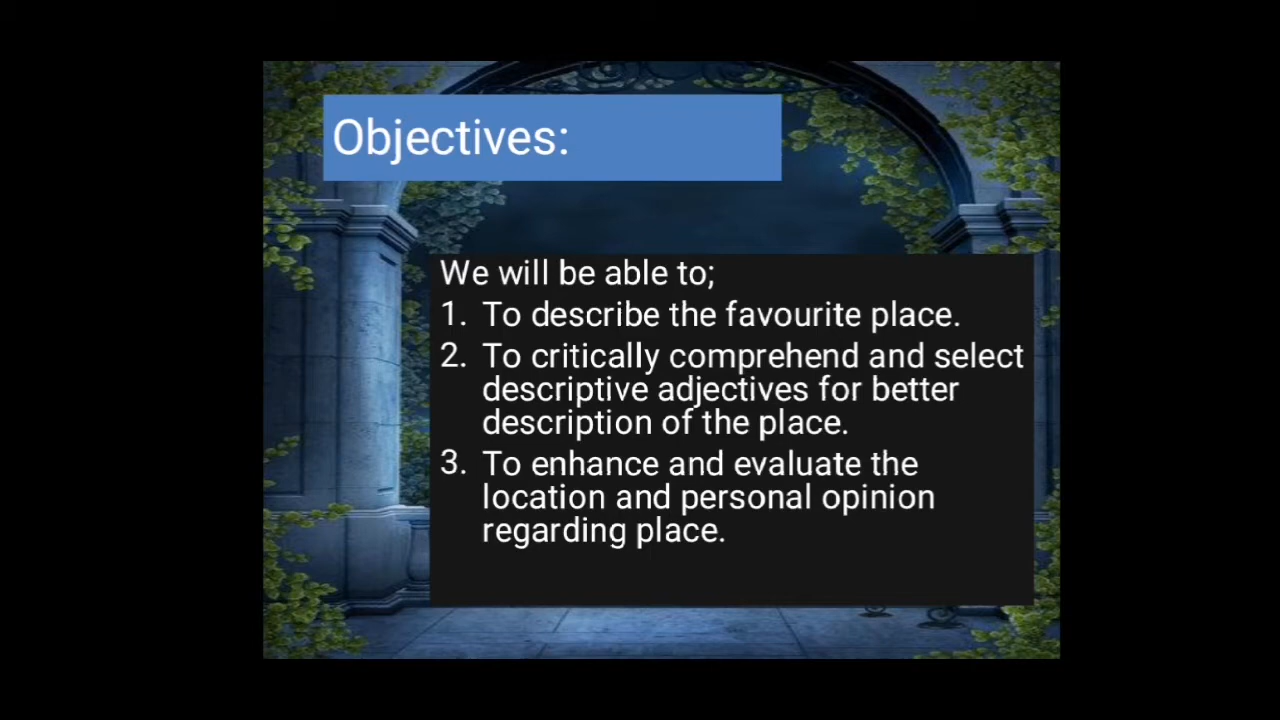 Objectives:
We will be able to;
1. To describe the favourite place.
2. To critically comprehend and select
descriptive adjectives for better
description of the place.
3. To enhance and evaluate the
location and personal opinion
regarding place.